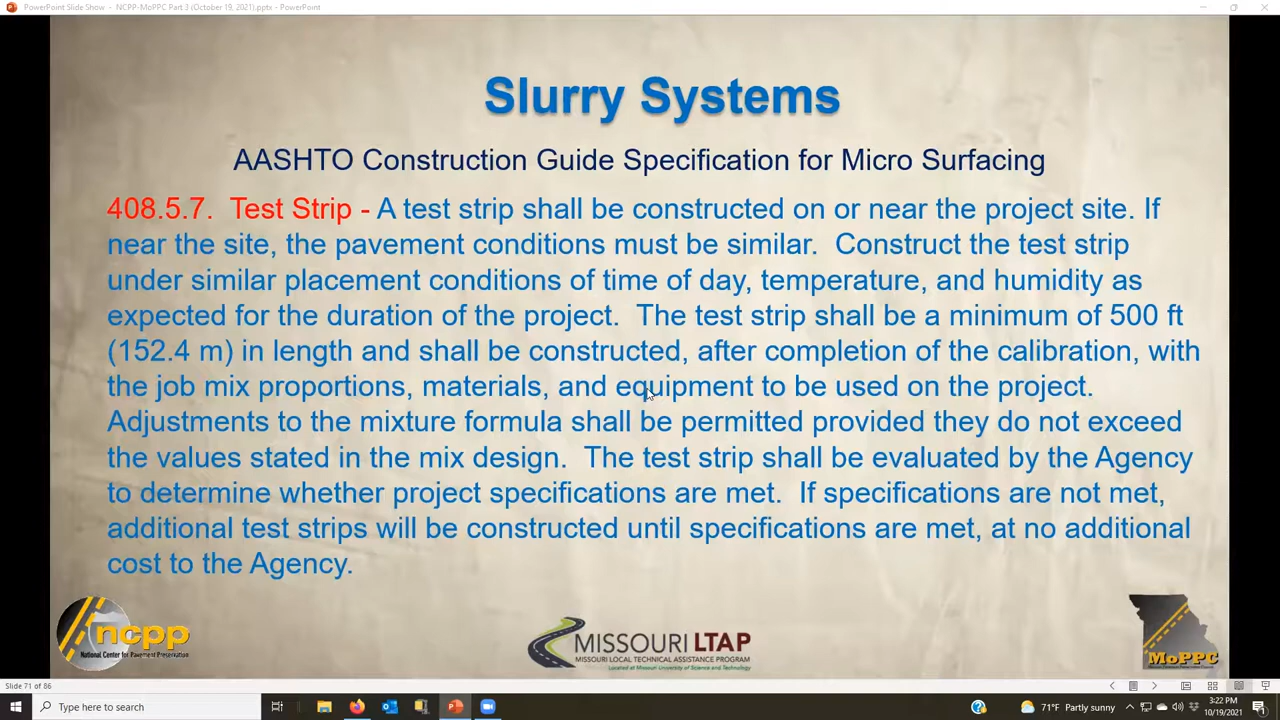 PowerPoint Slide Show - NCPP-MoPPC Part 3 (October 19, 2021).pptx - PowerPoint
Slurry Systems
AASHTO Construction Guide Specification for Micro Surfacing
408.5.7. Test Strip - A test strip shall be constructed on or near the project site. If
near the site, the pavement conditions must be similar. Construct the test strip
under similar placement conditions of time of day, temperature, and humidity as
expected for the duration of the project. The test strip shall be a minimum of 500 ft
(152.4 m) in length and shall be constructed, after completion of the calibration, with
the job mix proportions, materials, and equipment to be used on the project.
Adjustments to the mixture formula shall be permitted provided they do not exceed
the values stated in the mix design. The test strip shall be evaluated by the Agency
to determine whether project specifications are met. If specifications are not met,
additional test strips will be constructed until specifications are met, at no additional
cost to the Agency.
ncpp
National Center for Pavement Preservation
MISSOURI LTAP
MISSOURI LOCAL TECHNICAL ASSISTANCE PROGRAM
Located at Missouri University of Science and Technology
MoPPC
Slide 71 of 86
Type here to search
71°F Partly sunny
3:22 PM
10/19/2021